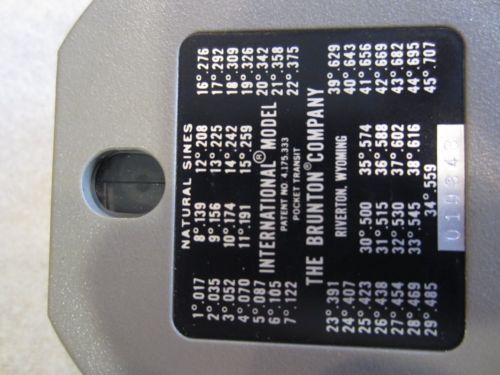 NATURAL SINES
1° .017 8° .139 12° .208 16° .276
2° .035 9° .156 13° .225 17° .292
3° .052 10° .174 14° .242 18° .309
4° .070 11° .191 15° .259 19° .326
5° .087 20° .342
6° .105 INTERNATIONAL® MODEL 21° .358
7° .122 PATENT NO. 4,175,333 22° .375
POCKET TRANSIT
THE BRUNTON® COMPANY
23° .391 RIVERTON, WYOMING 39° .629
24° .407 40° .643
25° .423 30° .500 35° .574 41° .656
26° .438 31° .515 36° .588 42° .669
27° .454 32° .530 37° .602 43° .682
28° .469 33° .545 38° .616 44° .695
29° .485 34° .559 45° .707